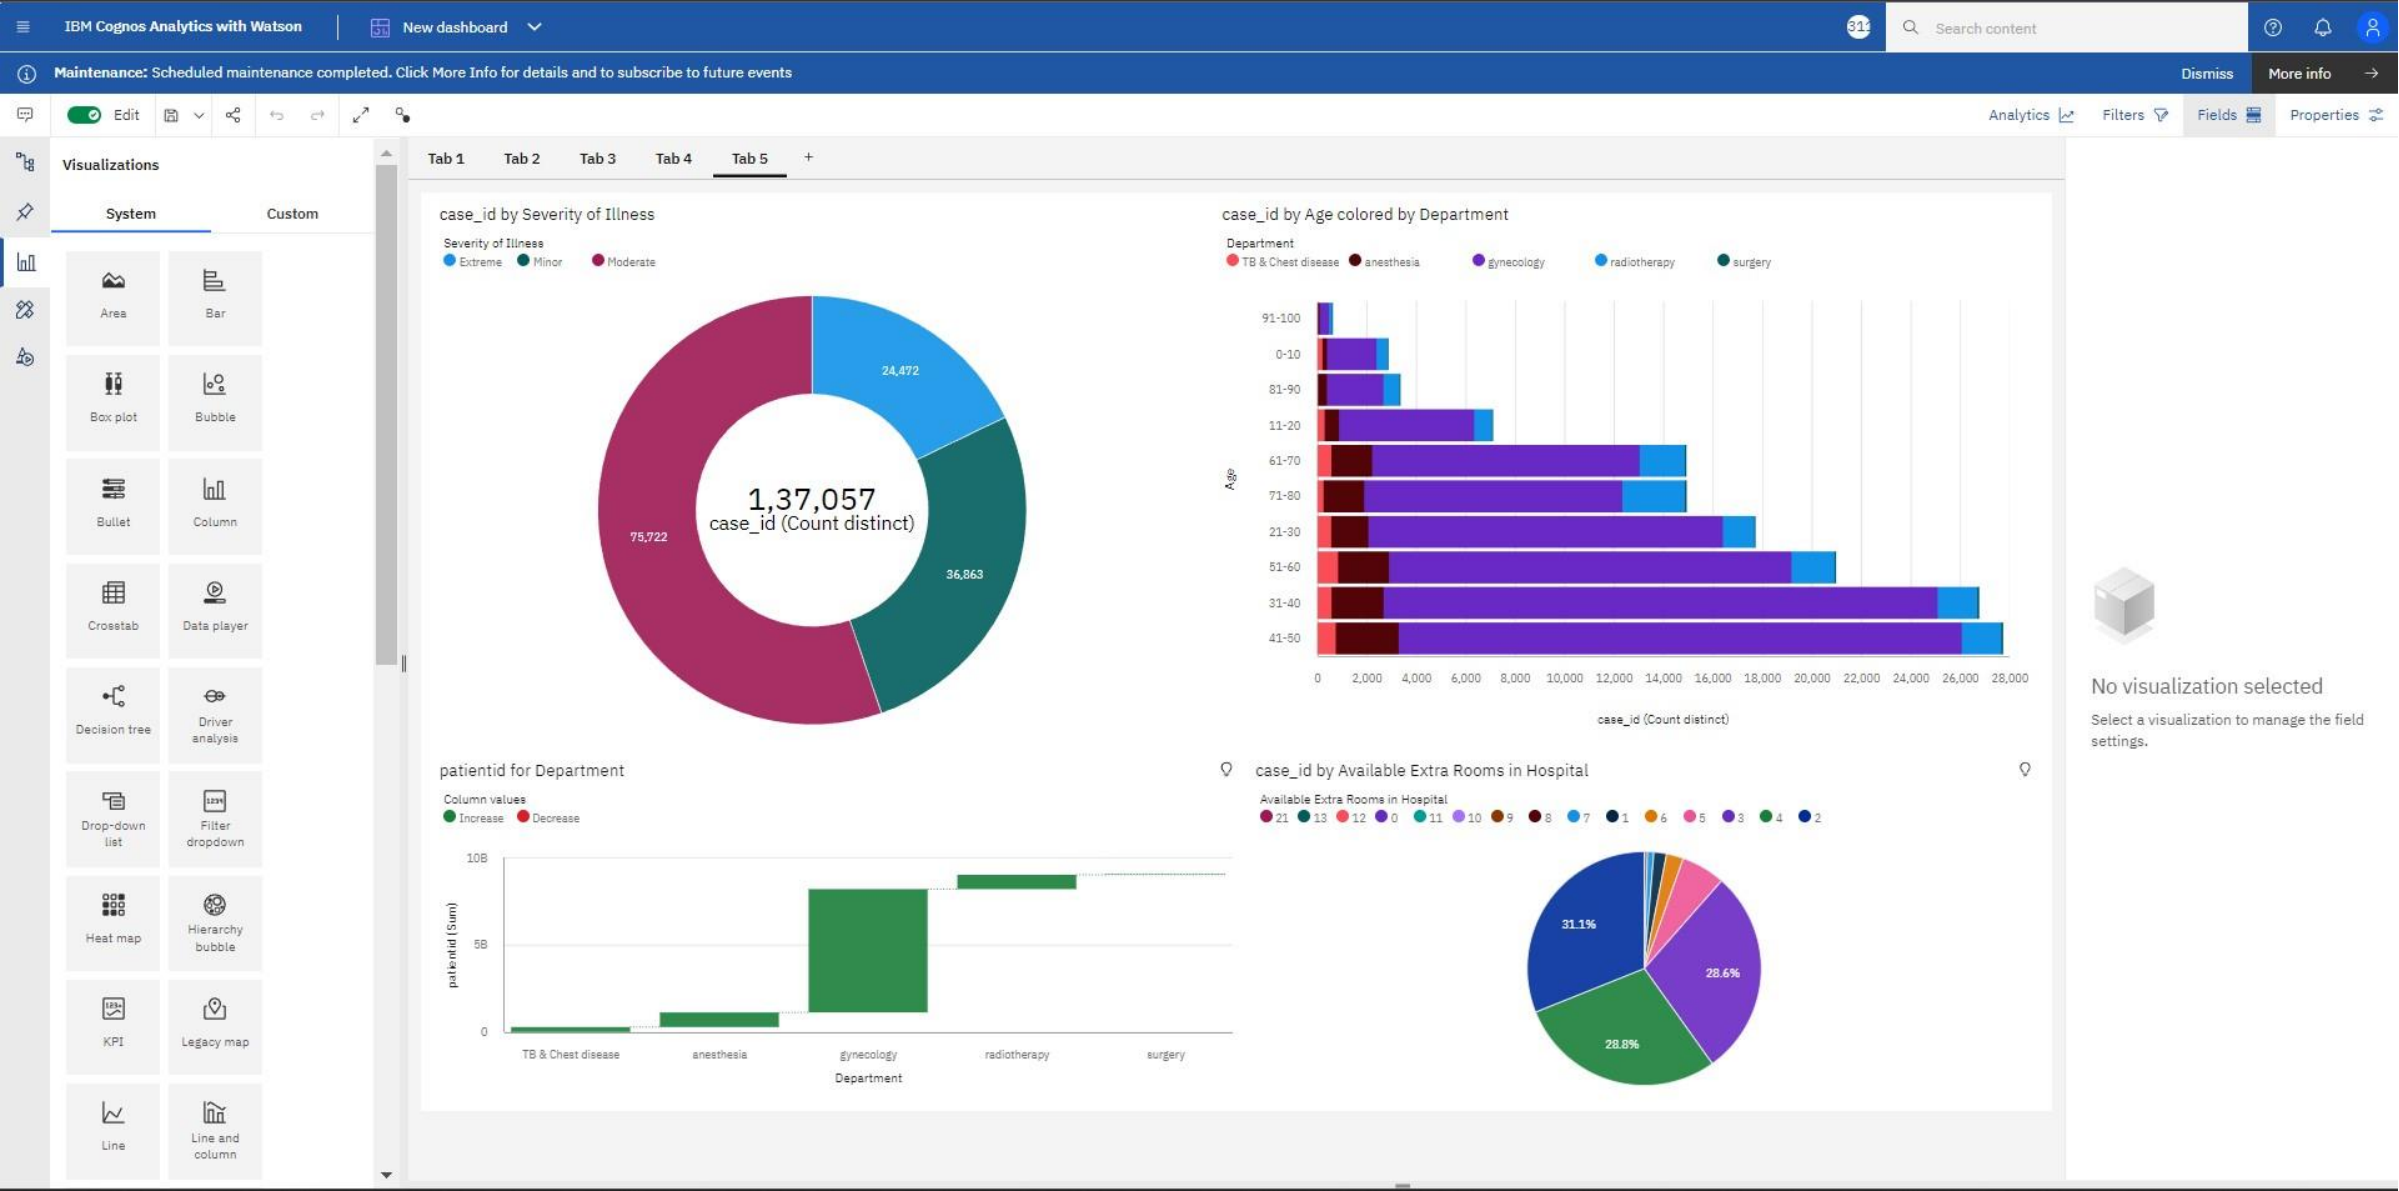 IBM Cognos Analytics with Watson
New dashboard
Search content
Maintenance: Scheduled maintenance completed. Click More Info for details and to subscribe to future events
Dismiss
More info
Edit
Analytics
Filters
Fields
Properties
Visualizations
System
Custom
Area
Bar
Box plot
Bubble
Bullet
Column
Crosstab
Data player
Decision tree
Driver
analysis
Drop-down
list
Filter
dropdown
Heat map
Hierarchy
bubble
KPI
Legacy map
Line
Line and
column
Tab 1
Tab 2
Tab 3
Tab 4
Tab 5
+
case_id by Severity of Illness
Severity of Illness
Extreme Minor Moderate
24,472
75,722
36,863
1,37,057
case_id (Count distinct)
case_id by Age colored by Department
Department
TB & Chest disease anesthesia gynecology radiotherapy surgery
Age
91-100
0-10
81-90
11-20
61-70
71-80
21-30
51-60
31-40
41-50
0 2,000 4,000 6,000 8,000 10,000 12,000 14,000 16,000 18,000 20,000 22,000 24,000 26,000 28,000
case_id (Count distinct)
patientid for Department
Column values
Increase Decrease
patientid (Sum)
10B
5B
0
TB & Chest disease anesthesia gynecology radiotherapy surgery
Department
case_id by Available Extra Rooms in Hospital
Available Extra Rooms in Hospital
21 13 12 0 11 10 9 8 7 1 6 5 3 4 2
31.1%
28.6%
28.8%
No visualization selected
Select a visualization to manage the field
settings.